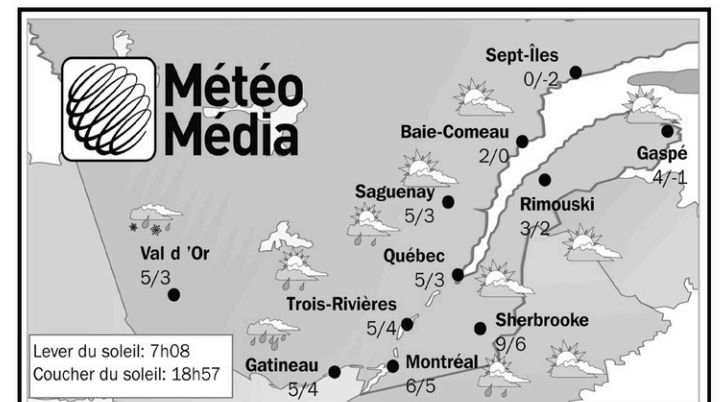 Météo
Média
Sept-Îles
0/-2
Baie-Comeau
2/0
Gaspé
4/-1
Saguenay
5/3
Rimouski
3/2
Val d 'Or
5/3
Québec
5/3
Trois-Rivières
5/4
Sherbrooke
9/6
Lever du soleil: 7h08
Coucher du soleil: 18h57
Gatineau
5/4
Montréal
6/5